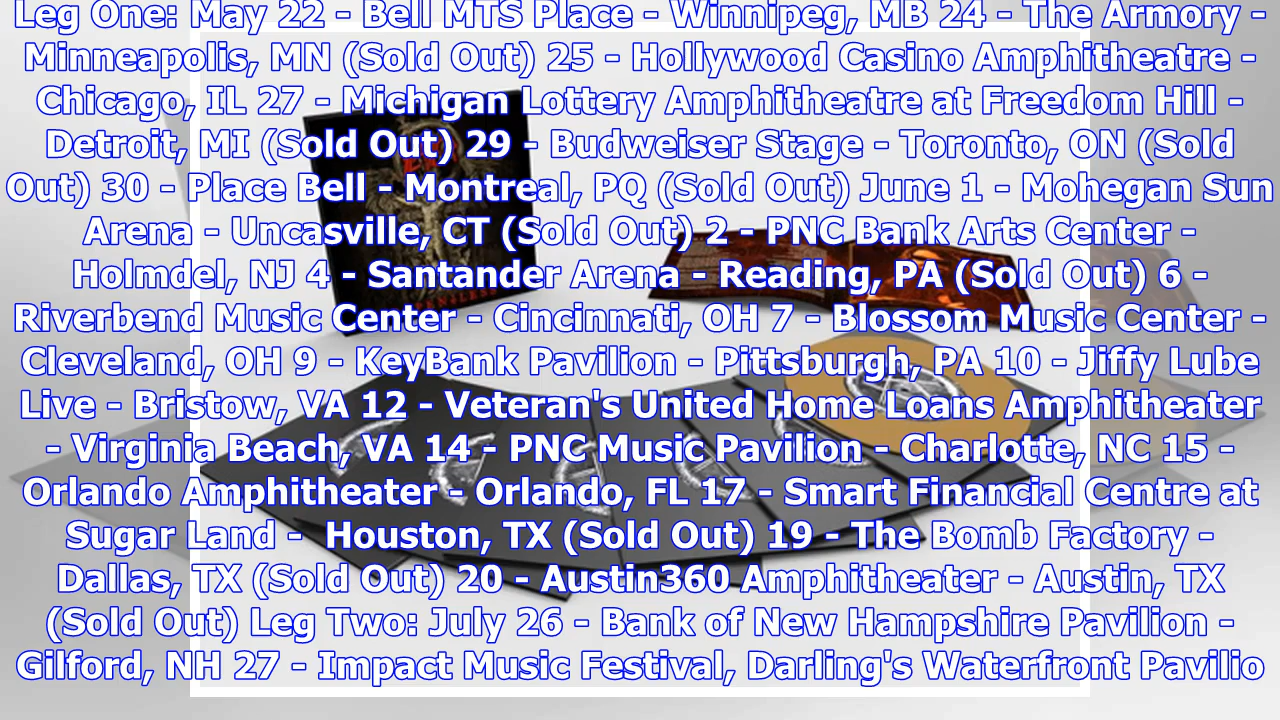 Leg One: May 22 - Bell MTS Place - Winnipeg, MB 24 - The Armory -
Minneapolis, MN (Sold Out) 25 - Hollywood Casino Amphitheatre -
Chicago, IL 27 - Michigan Lottery Amphitheatre at Freedom Hill -
Detroit, MI (Sold Out) 29 - Budweiser Stage - Toronto, ON (Sold
Out) 30 - Place Bell - Montreal, PQ (Sold Out) June 1 - Mohegan Sun
Arena - Uncasville, CT (Sold Out) 2 - PNC Bank Arts Center -
Holmdel, NJ 4 - Santander Arena - Reading, PA (Sold Out) 6 -
Riverbend Music Center - Cincinnati, OH 7 - Blossom Music Center -
Cleveland, OH 9 - KeyBank Pavilion - Pittsburgh, PA 10 - Jiffy Lube
Live - Bristow, VA 12 - Veteran's United Home Loans Amphitheater
- Virginia Beach, VA 14 - PNC Music Pavilion - Charlotte, NC 15 -
Orlando Amphitheater - Orlando, FL 17 - Smart Financial Centre at
Sugar Land -  Houston, TX (Sold Out) 19 - The Bomb Factory -
Dallas, TX (Sold Out) 20 - Austin360 Amphitheater - Austin, TX
(Sold Out) Leg Two: July 26 - Bank of New Hampshire Pavilion -
Gilford, NH 27 - Impact Music Festival, Darling's Waterfront Pavilio